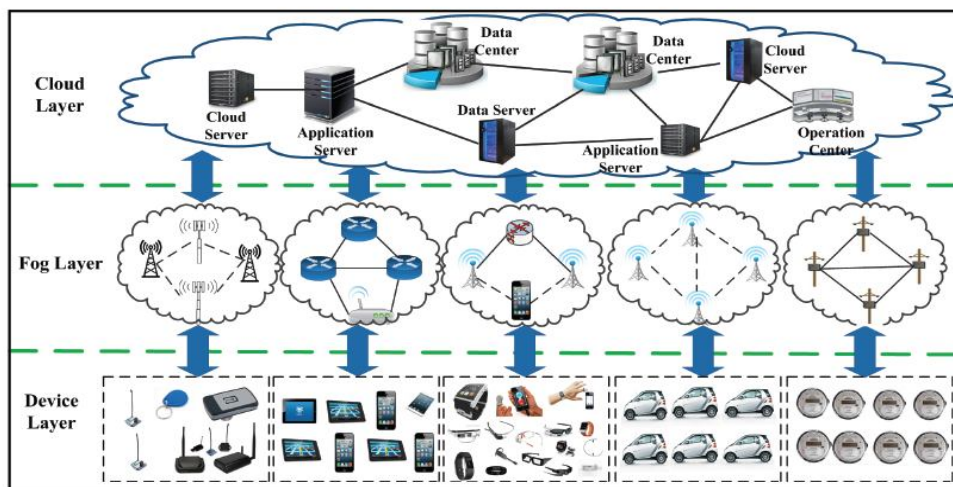 Cloud
Layer
Data
Center
Data
Center
Cloud
Server
Cloud
Server
Application
Server
Data Server
Application
Server
Operation
Center
Fog Layer
Device
Layer